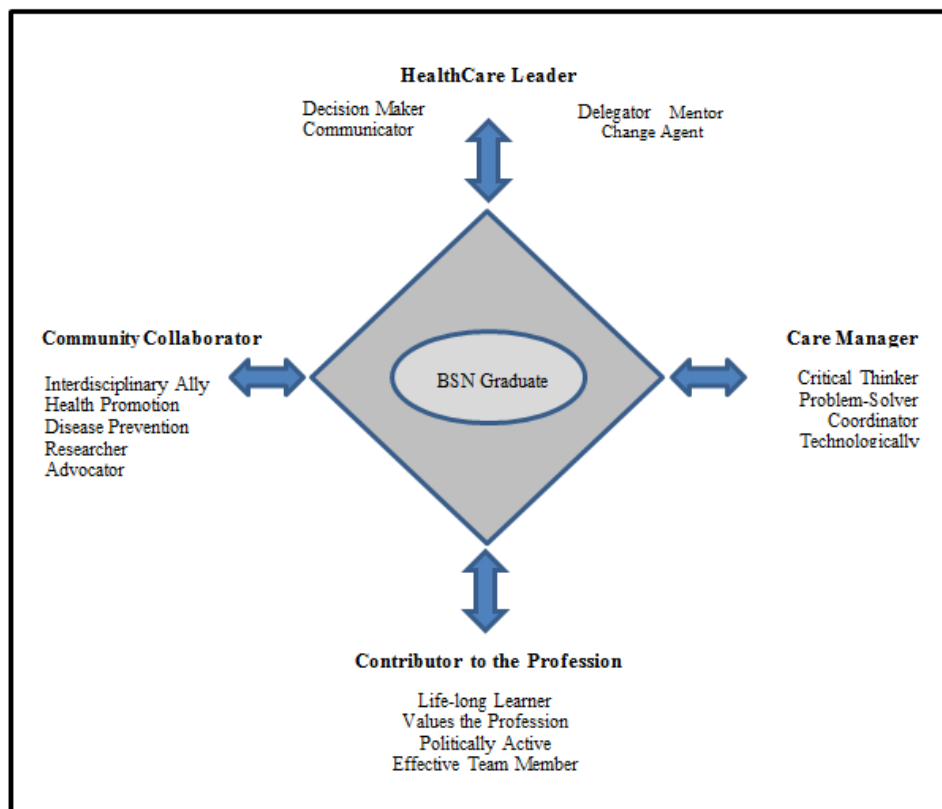 HealthCare Leader
Decision Maker
Communicator
Delegator Mentor
Change Agent
Community Collaborator
Interdisciplinary Ally
Health Promotion
Disease Prevention
Researcher
Advocator
BSN Graduate
Care Manager
Critical Thinker
Problem-Solver
Coordinator
Technologically
Contributor to the Profession
Life-long Learner
Values the Profession
Politically Active
Effective Team Member